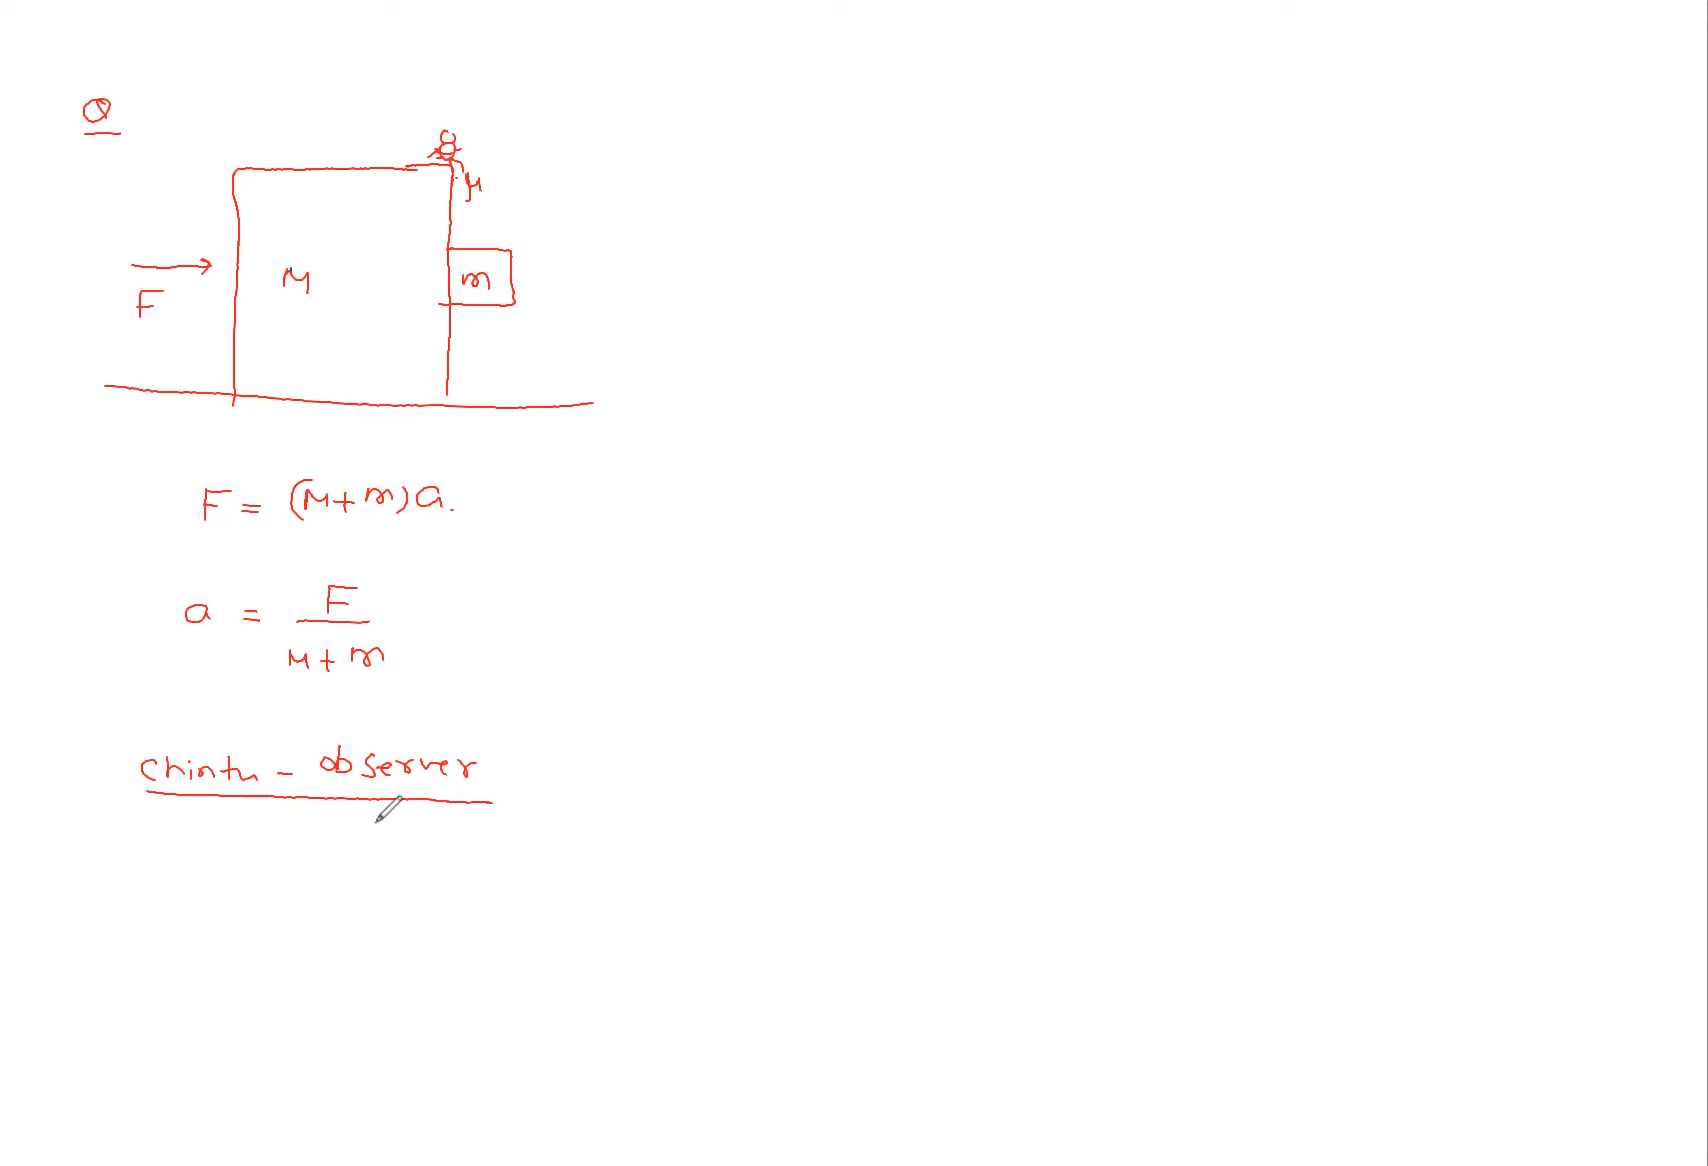 Q
μ
M
m
F
F = (M+m)a.
a = F
M+m
Chintu - observer